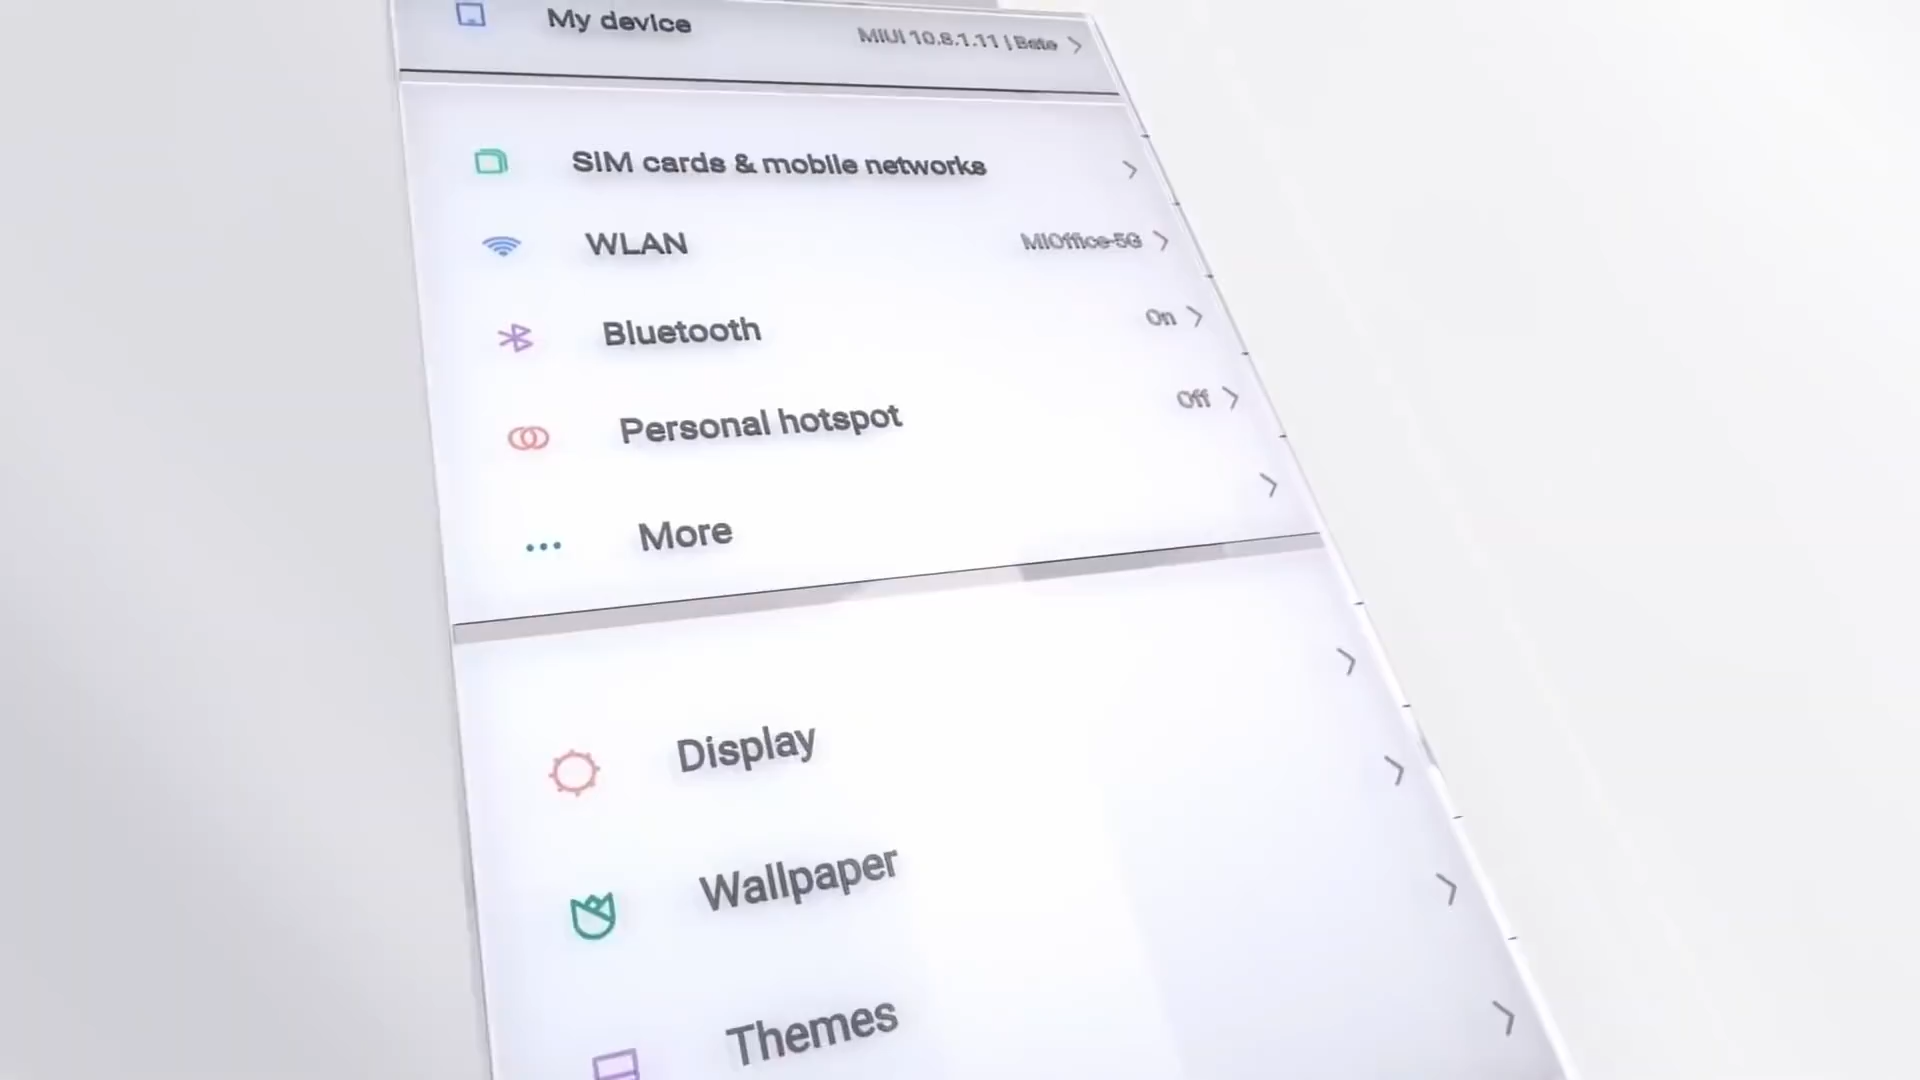 My device
MIUI 10.8.1.11 | Beta
SIM cards & mobile networks
WLAN
MIOffice-5G
Bluetooth
On
Personal hotspot
Off
More
Display
Wallpaper
Themes